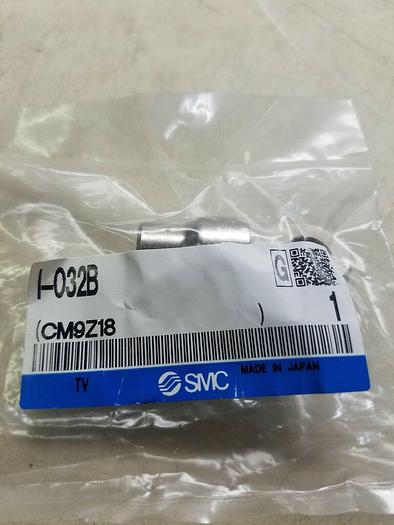 I-032B
G
(CM9Z18 ) 1
TV SMC MADE IN JAPAN